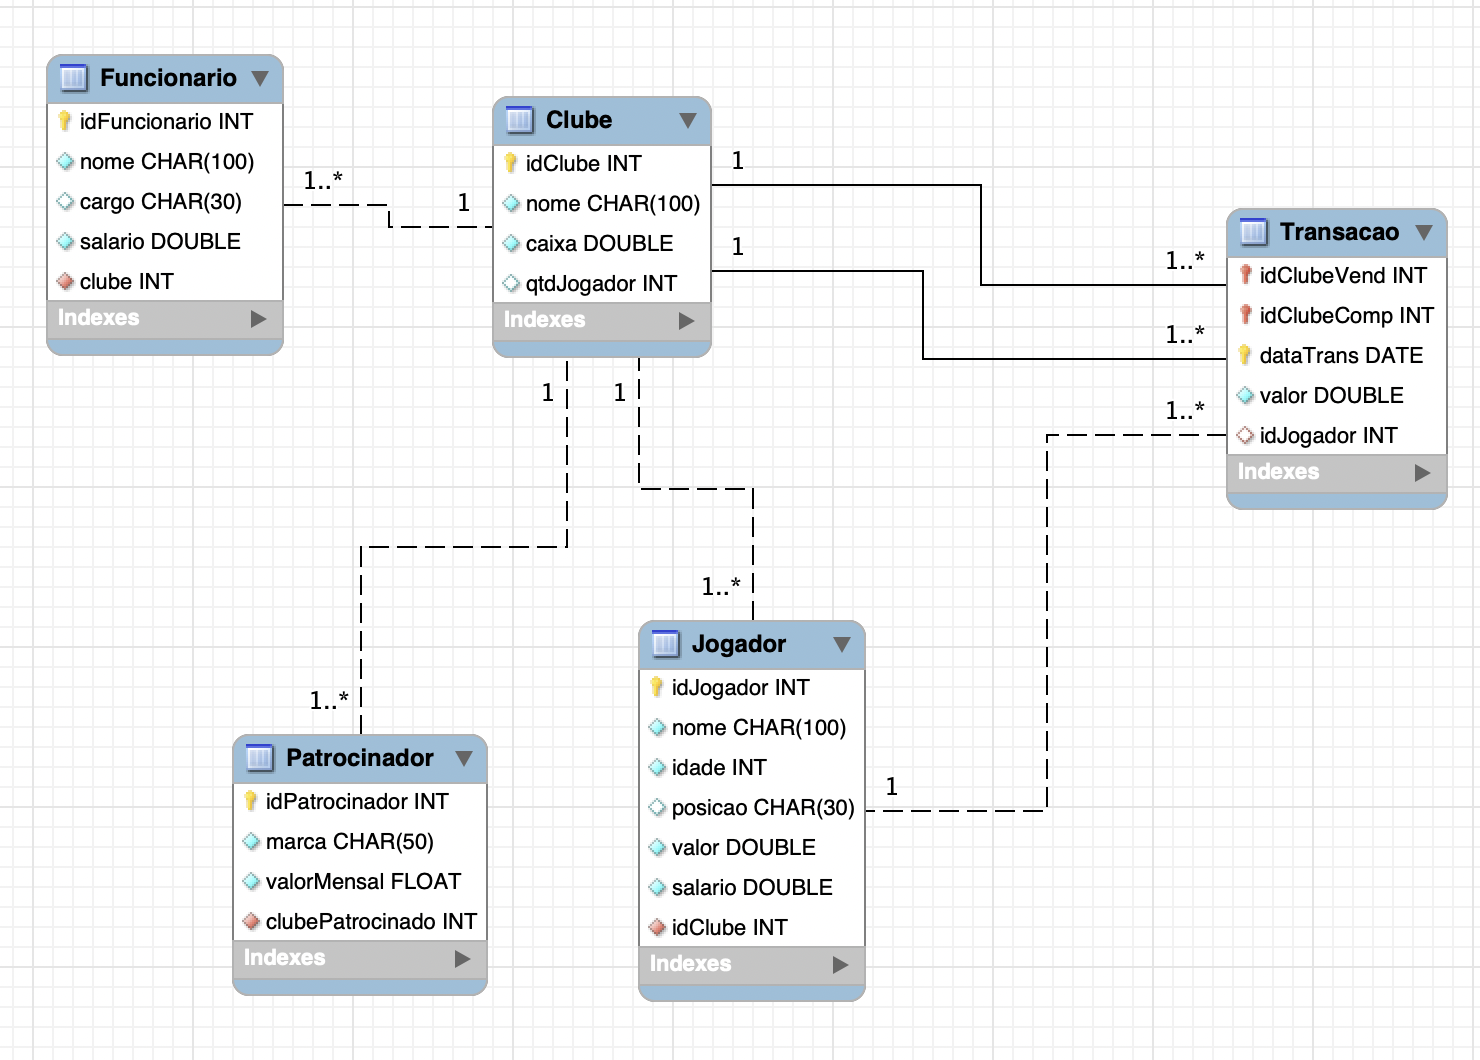 Funcionario
idFuncionario INT
nome CHAR(100)
cargo CHAR(30)
salario DOUBLE
clube INT
Indexes
1..*
1
Clube
idClube INT
nome CHAR(100)
caixa DOUBLE
qtdJogador INT
Indexes
1
1
1..*
1..*
1..*
Transacao
idClubeVend INT
idClubeComp INT
dataTrans DATE
valor DOUBLE
idJogador INT
Indexes
1
1
1..*
1..*
Patrocinador
idPatrocinador INT
marca CHAR(50)
valorMensal FLOAT
clubePatrocinado INT
Indexes
Jogador
idJogador INT
nome CHAR(100)
idade INT
posicao CHAR(30)
valor DOUBLE
salario DOUBLE
idClube INT
Indexes
1